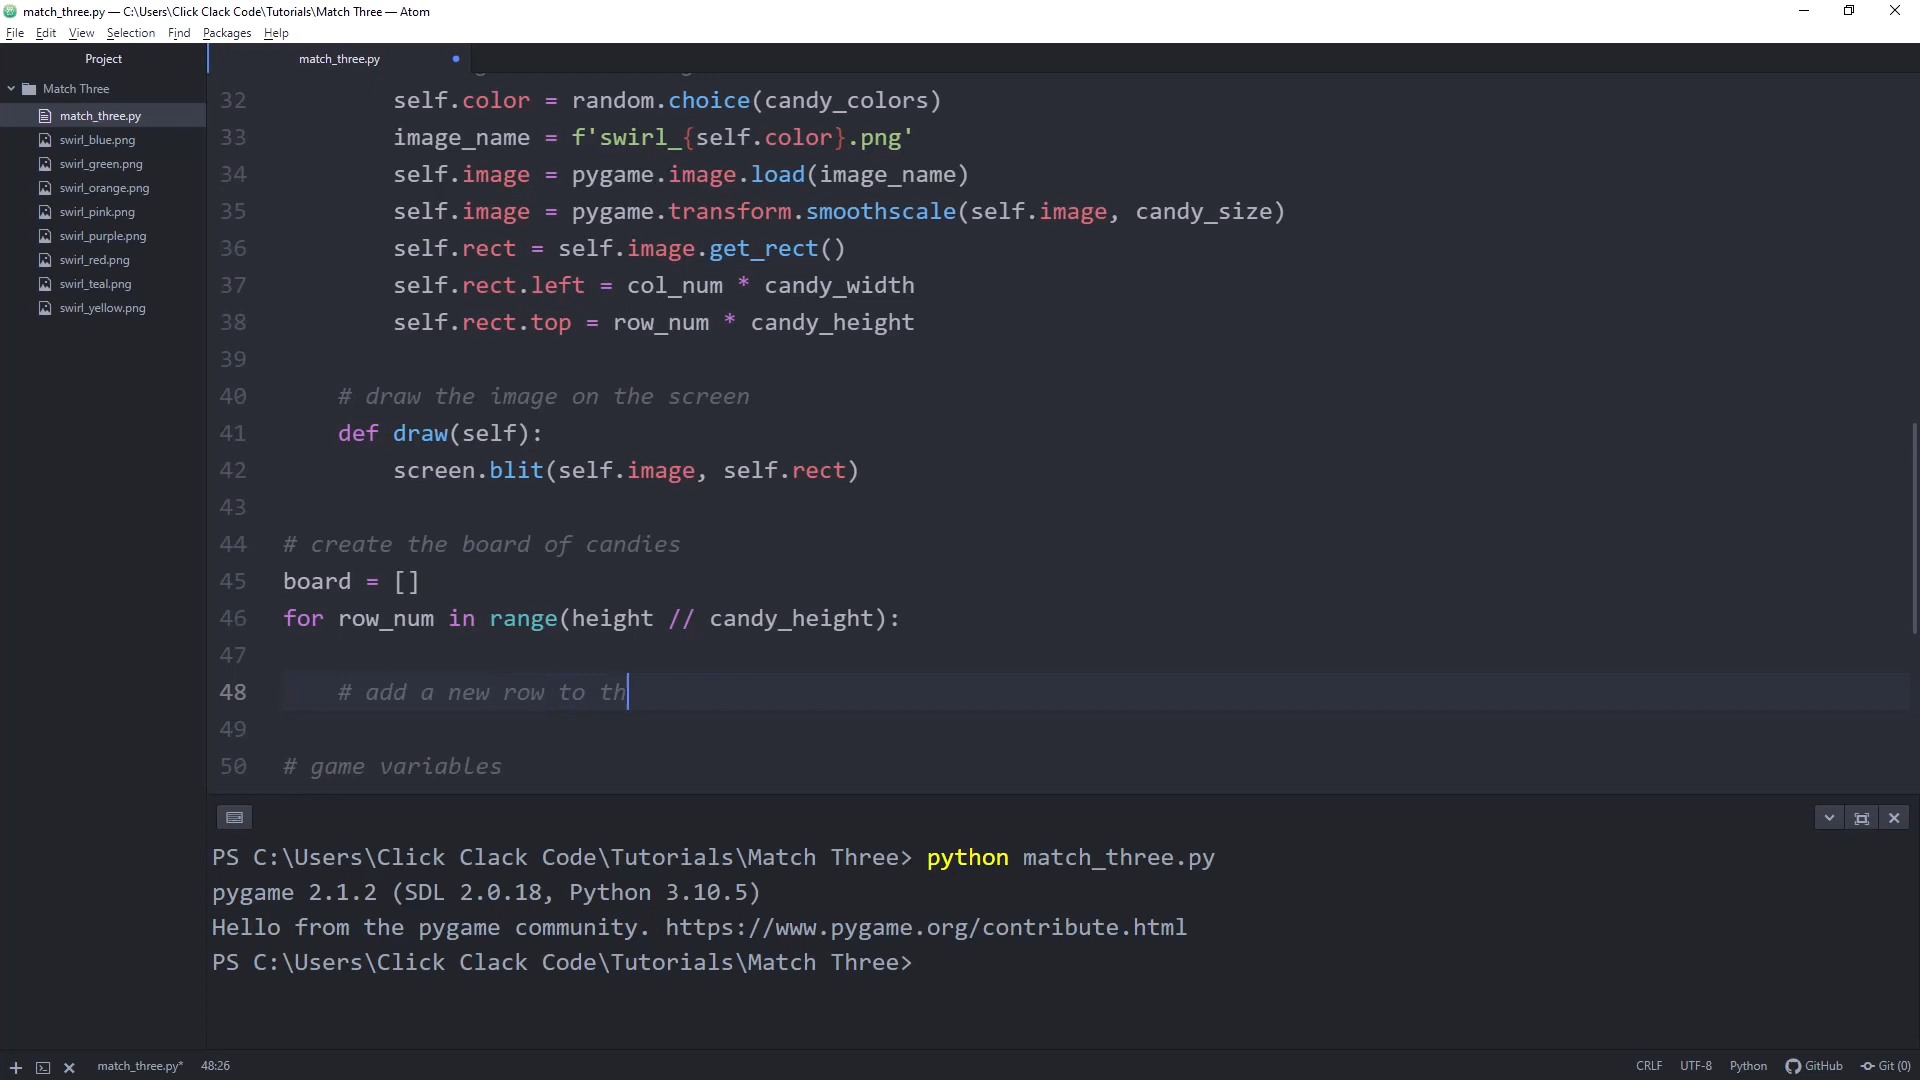 match_three.py — C:\Users\Click Clack Code\Tutorials\Match Three — Atom
File Edit View Selection Find Packages Help
Project
match_three.py
Match Three
match_three.py
swirl_blue.png
swirl_green.png
swirl_orange.png
swirl_pink.png
swirl_purple.png
swirl_red.png
swirl_teal.png
swirl_yellow.png
32 self.color = random.choice(candy_colors)
33 image_name = f'swirl_{self.color}.png'
34 self.image = pygame.image.load(image_name)
35 self.image = pygame.transform.smoothscale(self.image, candy_size)
36 self.rect = self.image.get_rect()
37 self.rect.left = col_num * candy_width
38 self.rect.top = row_num * candy_height
39
40 # draw the image on the screen
41 def draw(self):
42 screen.blit(self.image, self.rect)
43
44 # create the board of candies
45 board = []
46 for row_num in range(height // candy_height):
47
48 # add a new row to th
49
50 # game variables
PS C:\Users\Click Clack Code\Tutorials\Match Three> python match_three.py
pygame 2.1.2 (SDL 2.0.18, Python 3.10.5)
Hello from the pygame community. https://www.pygame.org/contribute.html
PS C:\Users\Click Clack Code\Tutorials\Match Three>
match_three.py* 48:26 CRLF UTF-8 Python GitHub Git (0)